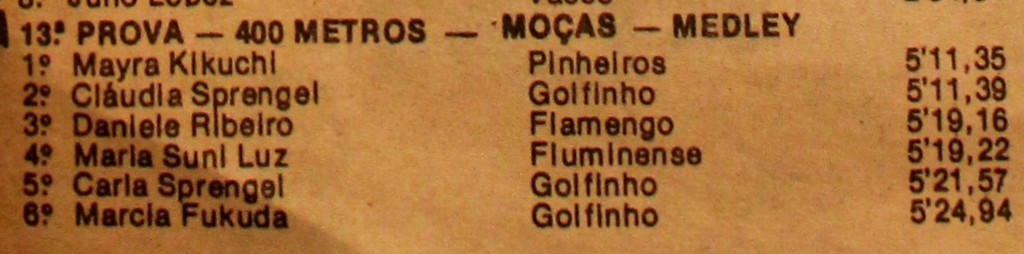 13ª PROVA — 400 METROS — MOÇAS — MEDLEY
1º Mayra Kikuchi Pinheiros 5'11,35
2º Cláudia Sprengel Golfinho 5'11,39
3º Daniele Ribeiro Flamengo 5'19,16
4º Maria Suni Luz Fluminense 5'19,22
5º Carla Sprengel Golfinho 5'21,57
6º Marcia Fukuda Golfinho 5'24,94